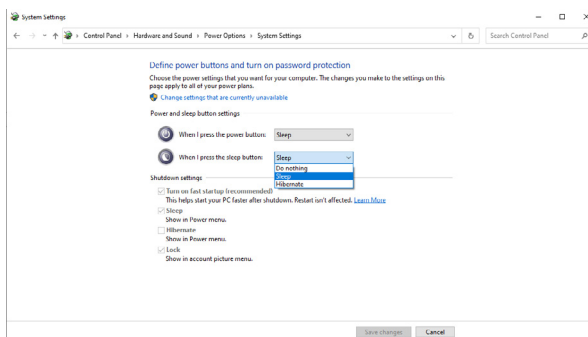 System Settings
Control Panel > Hardware and Sound > Power Options > System Settings
Search Control Panel
Define power buttons and turn on password protection
Choose the power settings that you want for your computer. The changes you make to the settings on this
page apply to all of your power plans.
Change settings that are currently unavailable
Power and sleep button settings
When I press the power button: Sleep
When I press the sleep button: Sleep
Do nothing
Sleep
Hibernate
Shutdown settings
Turn on fast startup (recommended)
This helps start your PC faster after shutdown. Restart isn't affected. Learn More
Sleep
Show in Power menu.
Hibernate
Show in Power menu.
Lock
Show in account picture menu.
Save changes Cancel